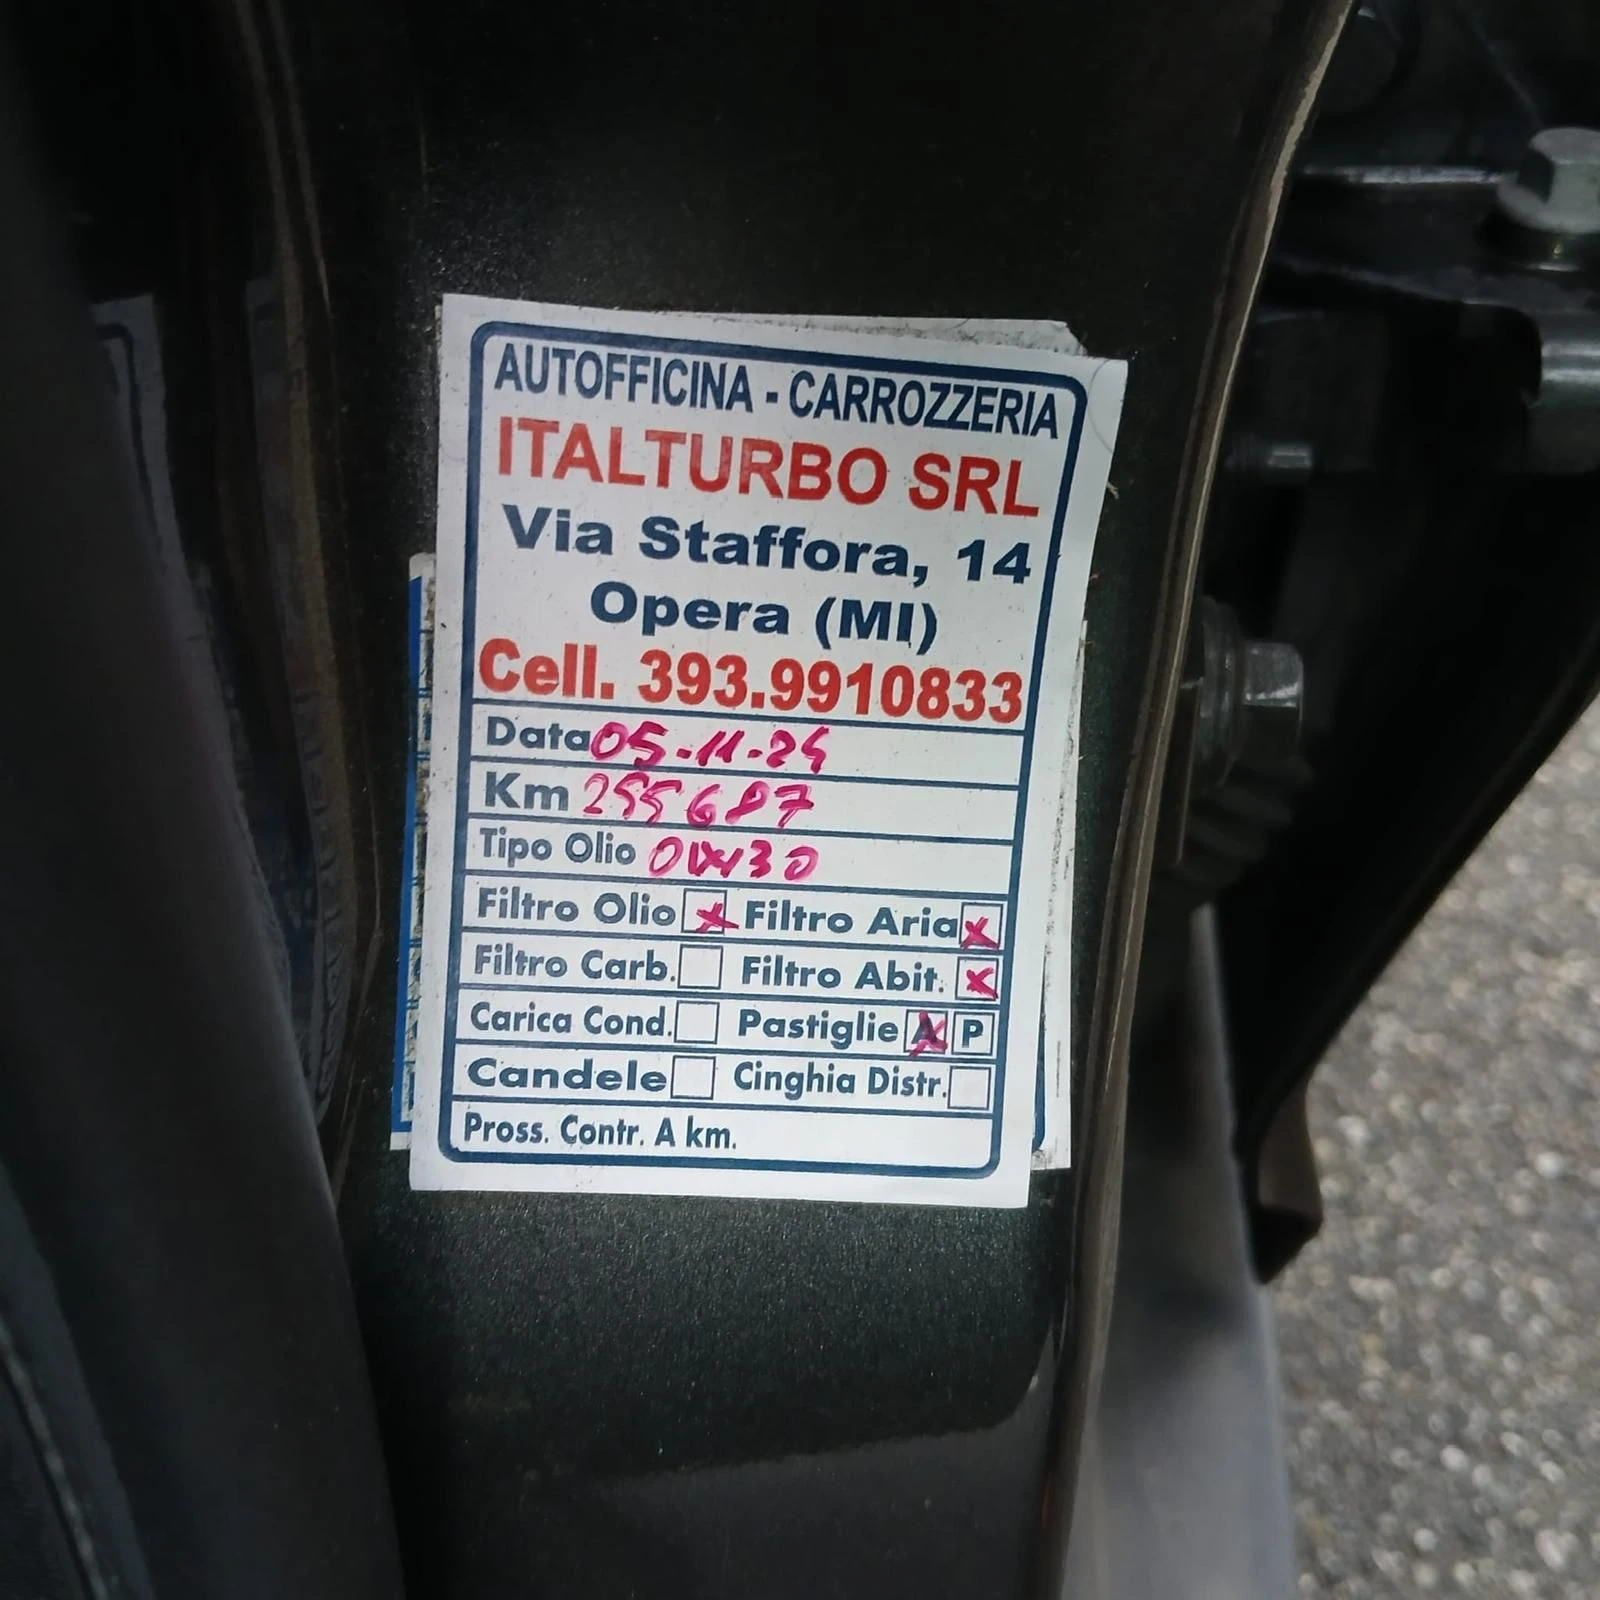 AUTOFFICINA - CARROZZERIA
ITALTURBO SRL
Via Staffora, 14
Opera (MI)
Cell. 393.9910833
Data 05-11-24
Km 255687
Tipo Olio 0W30
Filtro Olio X Filtro Aria X
Filtro Carb. Filtro Abit. X
Carica Cond. Pastiglie A P
Candele Cinghia Distr.
Pross. Contr. A km.